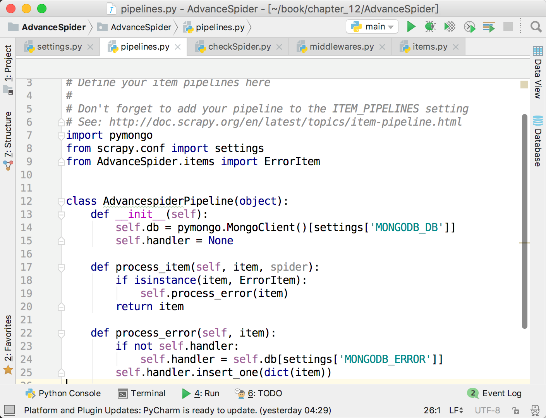 pipelines.py - AdvanceSpider - [~/book/chapter_12/AdvanceSpider]
AdvanceSpider AdvanceSpider pipelines.py main
settings.py pipelines.py checkSpider.py middlewares.py items.py
1: Project
7: Structure
2: Favorites
Data View
Database
3 # Define your item pipelines here
4 #
5 # Don't forget to add your pipeline to the ITEM_PIPELINES setting
6 # See: http://doc.scrapy.org/en/latest/topics/item-pipeline.html
7 import pymongo
8 from scrapy.conf import settings
9 from AdvanceSpider.items import ErrorItem
10
11
12 class AdvancespiderPipeline(object):
13 def __init__(self):
14 self.db = pymongo.MongoClient()[settings['MONGODB_DB']]
15 self.handler = None
16
17 def process_item(self, item, spider):
18 if isinstance(item, ErrorItem):
19 self.process_error(item)
20 return item
21
22 def process_error(self, item):
23 if not self.handler:
24 self.handler = self.db[settings['MONGODB_ERROR']]
25 self.handler.insert_one(dict(item))
Python Console Terminal 4: Run 6: TODO 2 Event Log
Platform and Plugin Updates: PyCharm is ready to update. (yesterday 04:29) 26:1 LF UTF-8